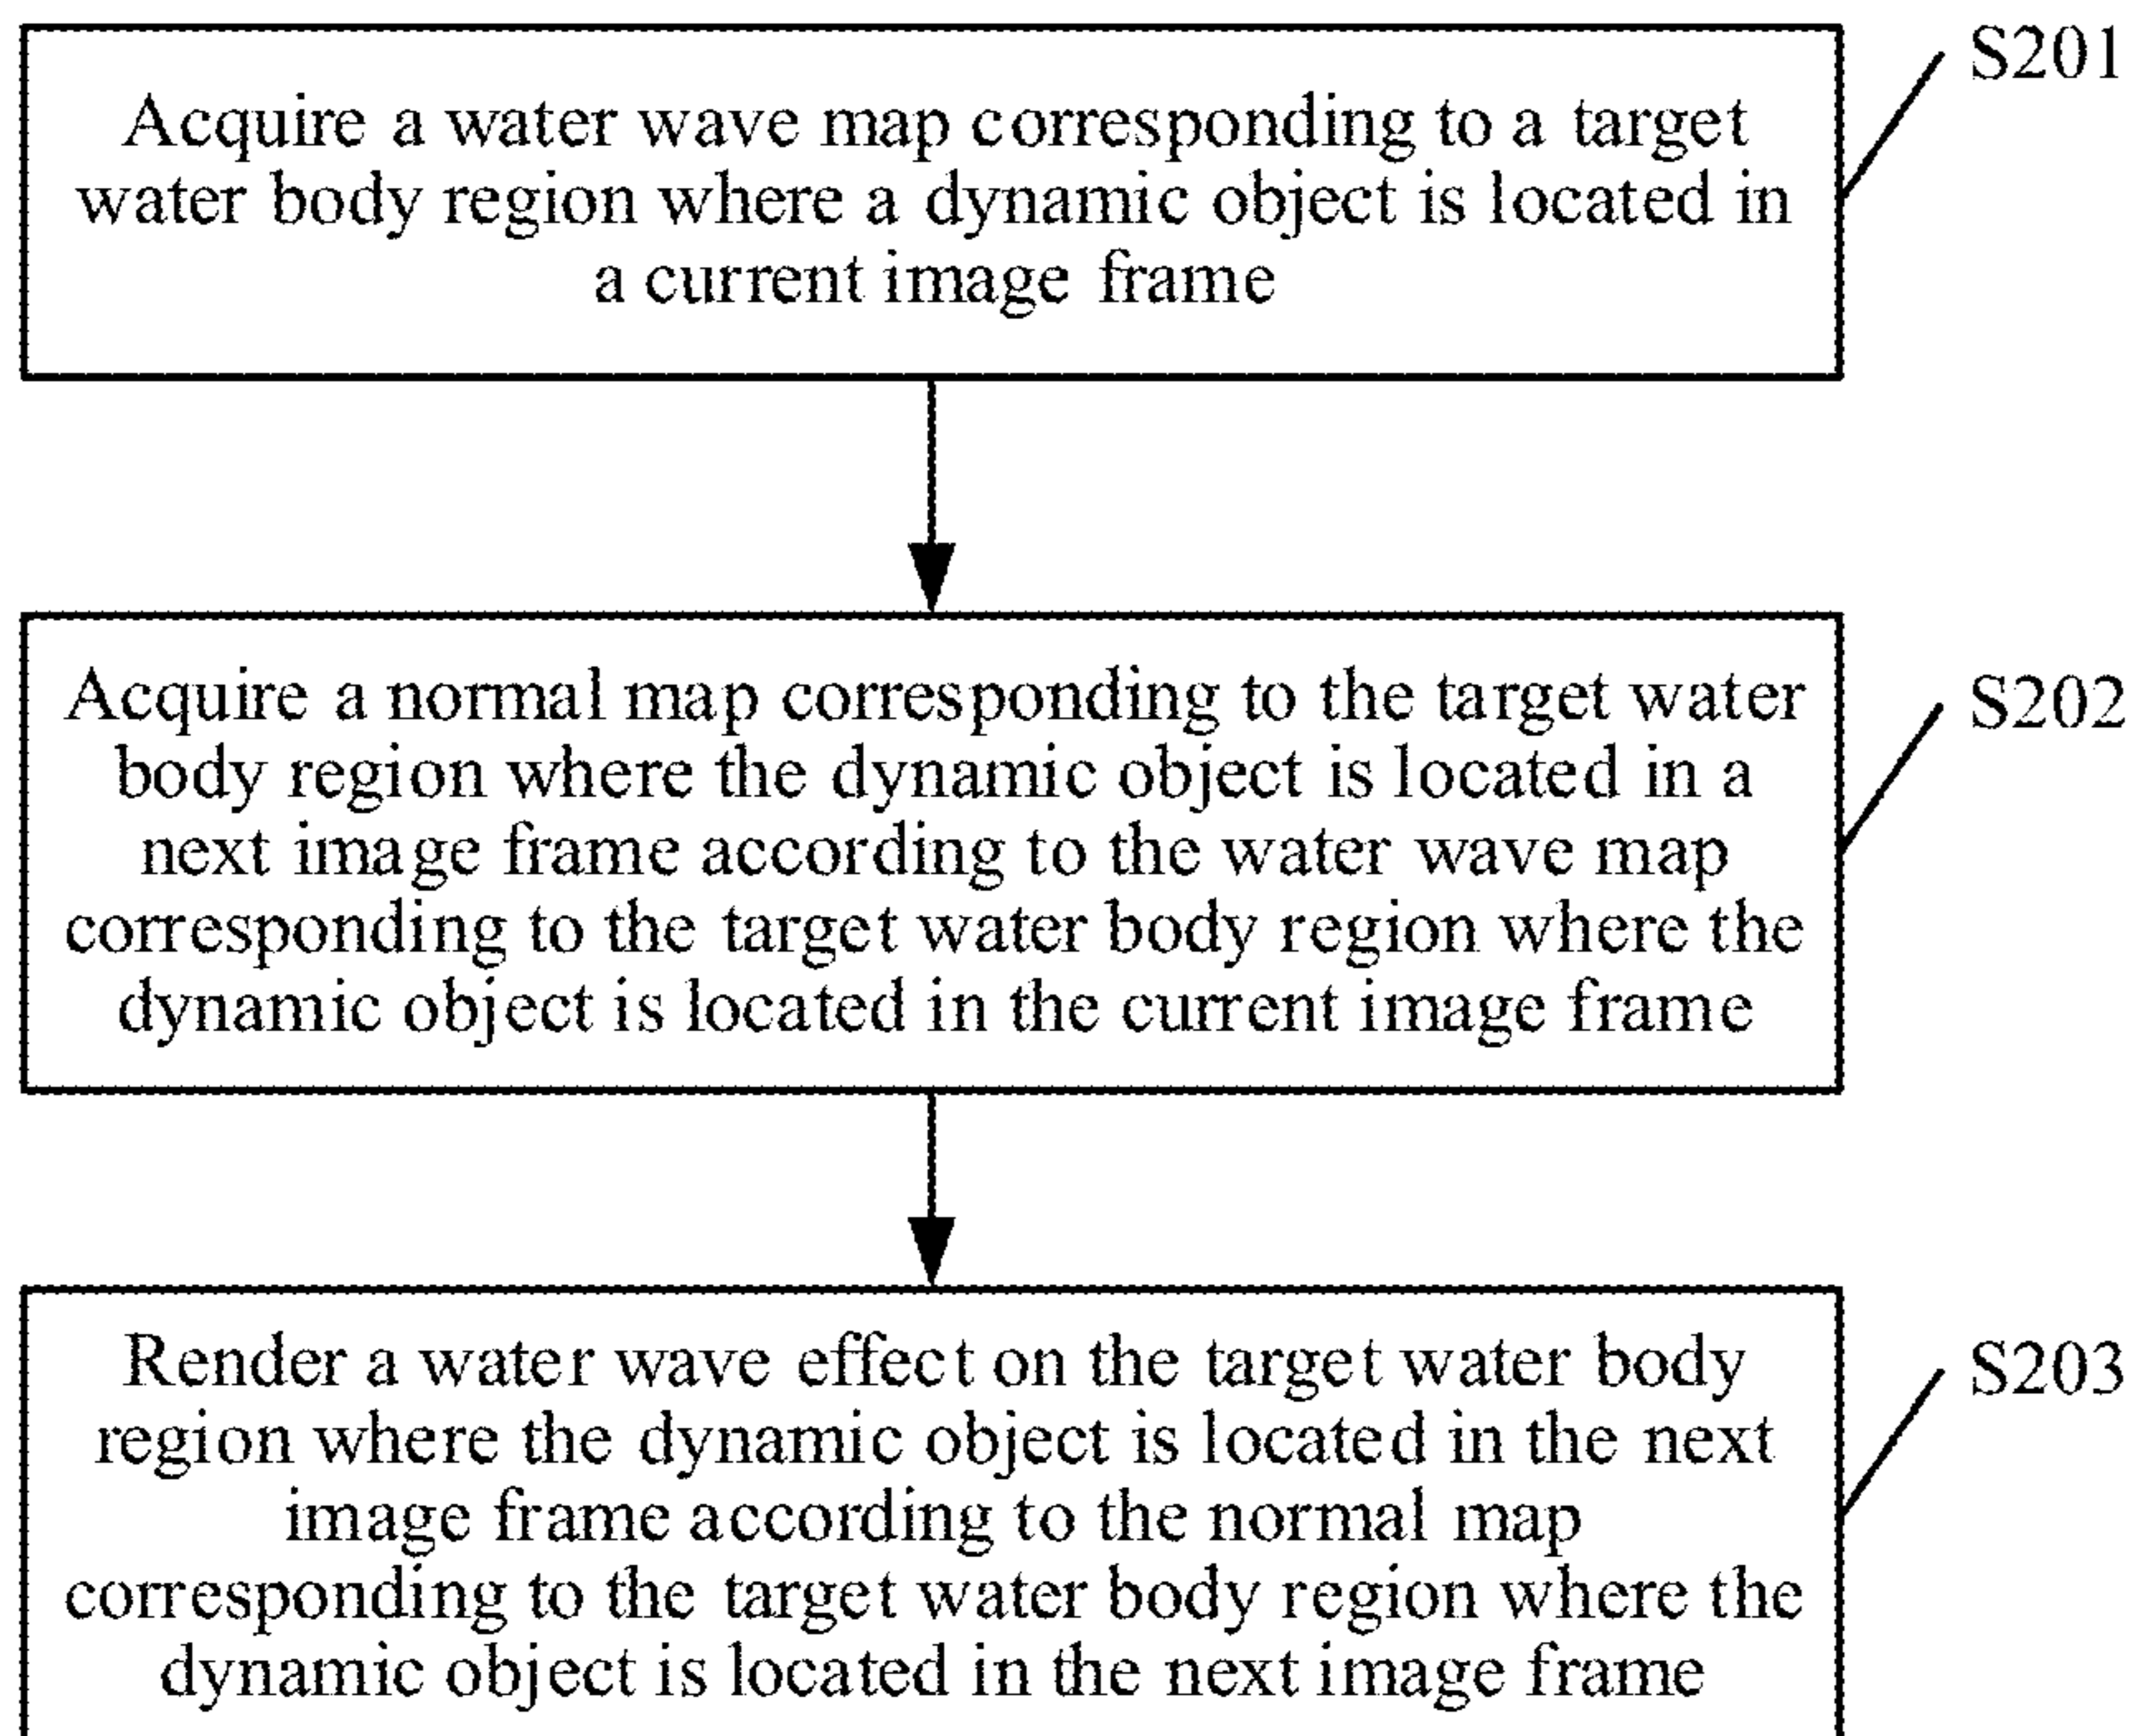 S201
Acquire a water wave map corresponding to a target
water body region where a dynamic object is located in
a current image frame
S202
Acquire a normal map corresponding to the target water
body region where the dynamic object is located in a
next image frame according to the water wave map
corresponding to the target water body region where the
dynamic object is located in the current image frame
S203
Render a water wave effect on the target water body
region where the dynamic object is located in the next
image frame according to the normal map
corresponding to the target water body region where the
dynamic object is located in the next image frame